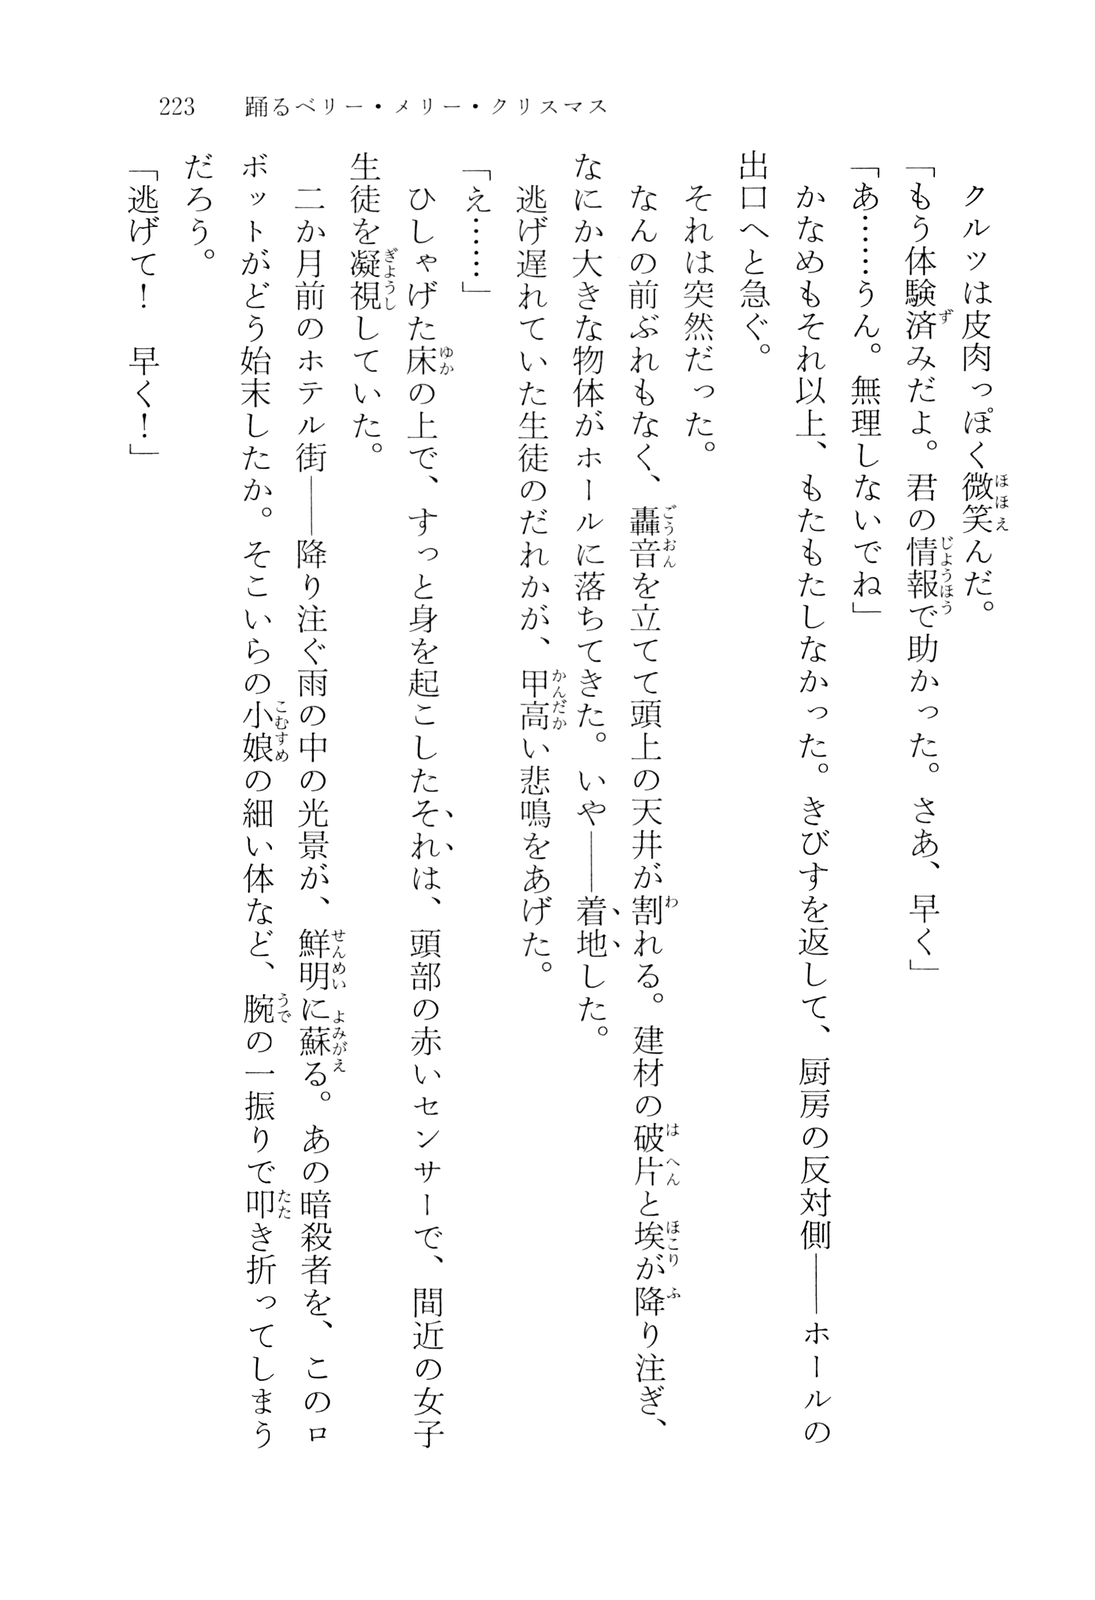 223　踊るベリー・メリー・クリスマス
　クルツは皮肉っぽく微笑んだ。
「もう体験済みだよ。君の情報で助かった。さあ、早く」
「あ……うん。無理しないでね」
　かなめもそれ以上、もたもたしなかった。きびすを返して、厨房の反対側――ホールの
出口へと急ぐ。
　それは突然だった。
　なんの前ぶれもなく、轟音を立てて頭上の天井が割れる。建材の破片と埃が降り注ぎ、
なにか大きな物体がホールに落ちてきた。いや――着地した。
　逃げ遅れていた生徒のだれかが、甲高い悲鳴をあげた。
「え……」
　ひしゃげた床の上で、すっと身を起こしたそれは、頭部の赤いセンサーで、間近の女子
生徒を凝視していた。
　二か月前のホテル街――降り注ぐ雨の中の光景が、鮮明に蘇る。あの暗殺者を、このロ
ボットがどう始末したか。そこいらの小娘の細い体など、腕の一振りで叩き折ってしまう
だろう。
「逃げて！　早く！」